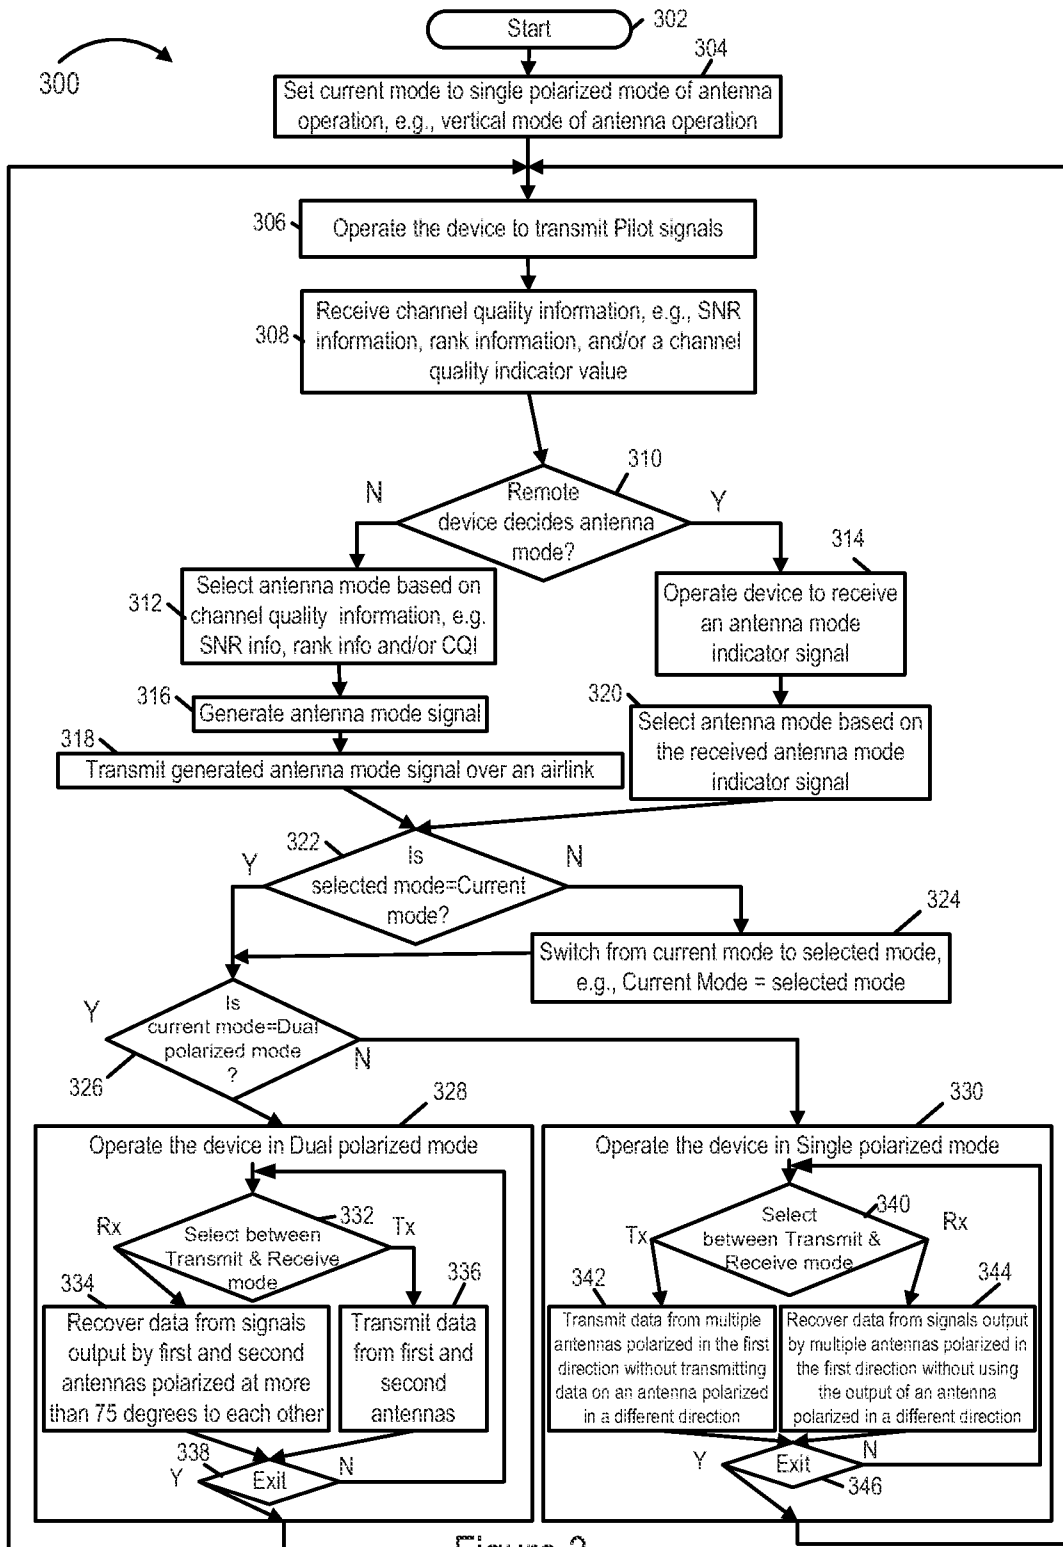 Start
302
300
304
Set current mode to single polarized mode of antenna
operation, e.g., vertical mode of antenna operation
306
Operate the device to transmit Pilot signals
308
Receive channel quality information, e.g., SNR
information, rank information, and/or a channel
quality indicator value
310
N
Y
Remote
device decides antenna
mode?
312
Select antenna mode based on
channel quality information, e.g.
SNR info, rank info and/or CQI
314
Operate device to receive
an antenna mode
indicator signal
316
Generate antenna mode signal
318
Transmit generated antenna mode signal over an airlink
320
Select antenna mode based on
the received antenna mode
indicator signal
322
Y
N
Is
selected mode=Current
mode?
324
Switch from current mode to selected mode,
e.g., Current Mode = selected mode
Y
N
Is
current mode=Dual
polarized mode
?
326
328
Operate the device in Dual polarized mode
332
Rx
Tx
Select between
Transmit & Receive
mode
334
Recover data from signals
output by first and second
antennas polarized at more
than 75 degrees to each other
336
Transmit data
from first and
second
antennas
338
Y
N
Exit
330
Operate the device in Single polarized mode
340
Tx
Rx
Select
between Transmit &
Receive mode
342
Transmit data from multiple
antennas polarized in the first
direction without transmitting
data on an antenna polarized
in a different direction
344
Recover data from signals output
by multiple antennas polarized in
the first direction without using
the output of an antenna
polarized in a different direction
Y
N
Exit
346